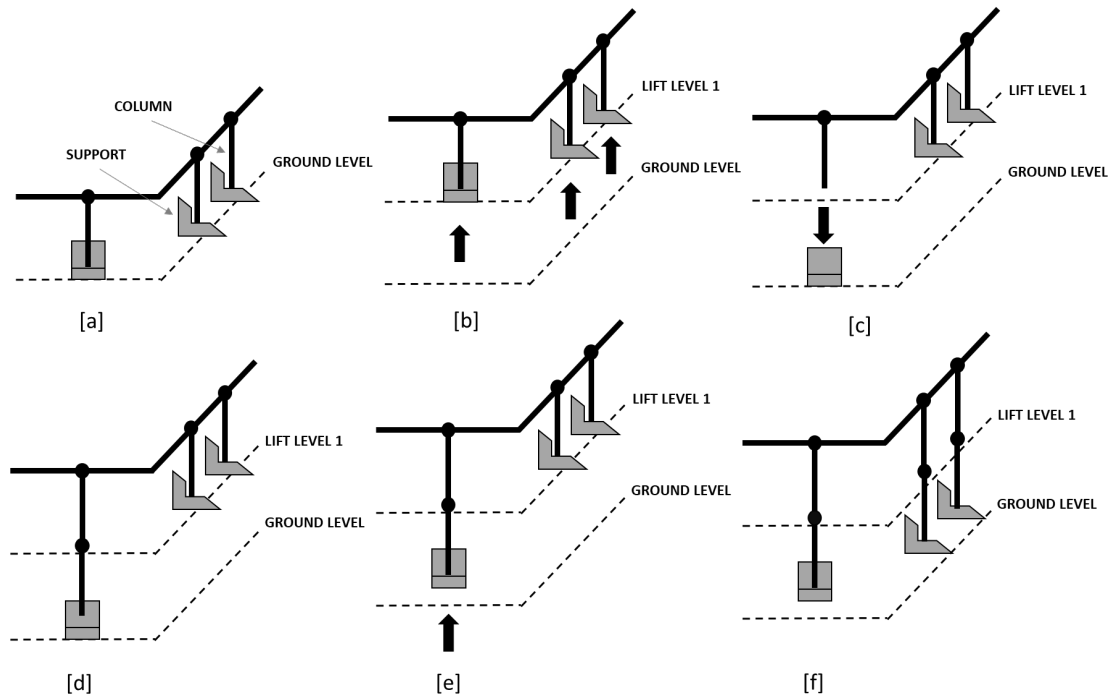 COLUMN
SUPPORT
GROUND LEVEL
[a]
LIFT LEVEL 1
GROUND LEVEL
[b]
LIFT LEVEL 1
GROUND LEVEL
[c]
LIFT LEVEL 1
GROUND LEVEL
[d]
LIFT LEVEL 1
GROUND LEVEL
[e]
LIFT LEVEL 1
GROUND LEVEL
[f]